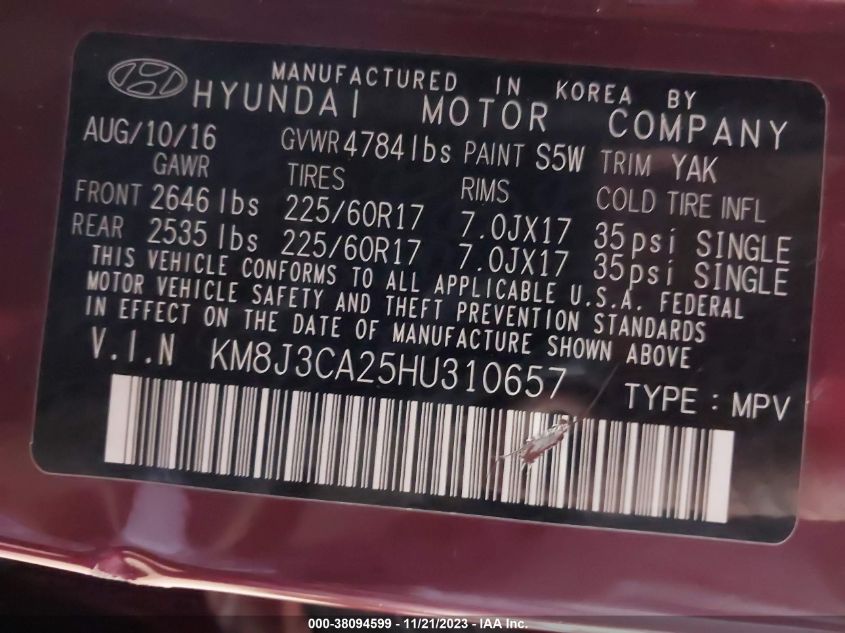 MANUFACTURED IN KOREA BY
HYUNDAI MOTOR COMPANY
AUG/10/16 GVWR 4784lbs PAINT S5W TRIM YAK
GAWR TIRES RIMS COLD TIRE INFL
FRONT 2646 lbs 225/60R17 7.0JX17 35psi SINGLE
REAR 2535 lbs 225/60R17 7.0JX17 35psi SINGLE
THIS VEHICLE CONFORMS TO ALL APPLICABLE U.S.A. FEDERAL
MOTOR VEHICLE SAFETY AND THEFT PREVENTION STANDARDS
IN EFFECT ON THE DATE OF MANUFACTURE SHOWN ABOVE
V.I.N KM8J3CA25HU310657 TYPE : MPV
000-38094599 - 11/21/2023 - IAA Inc.